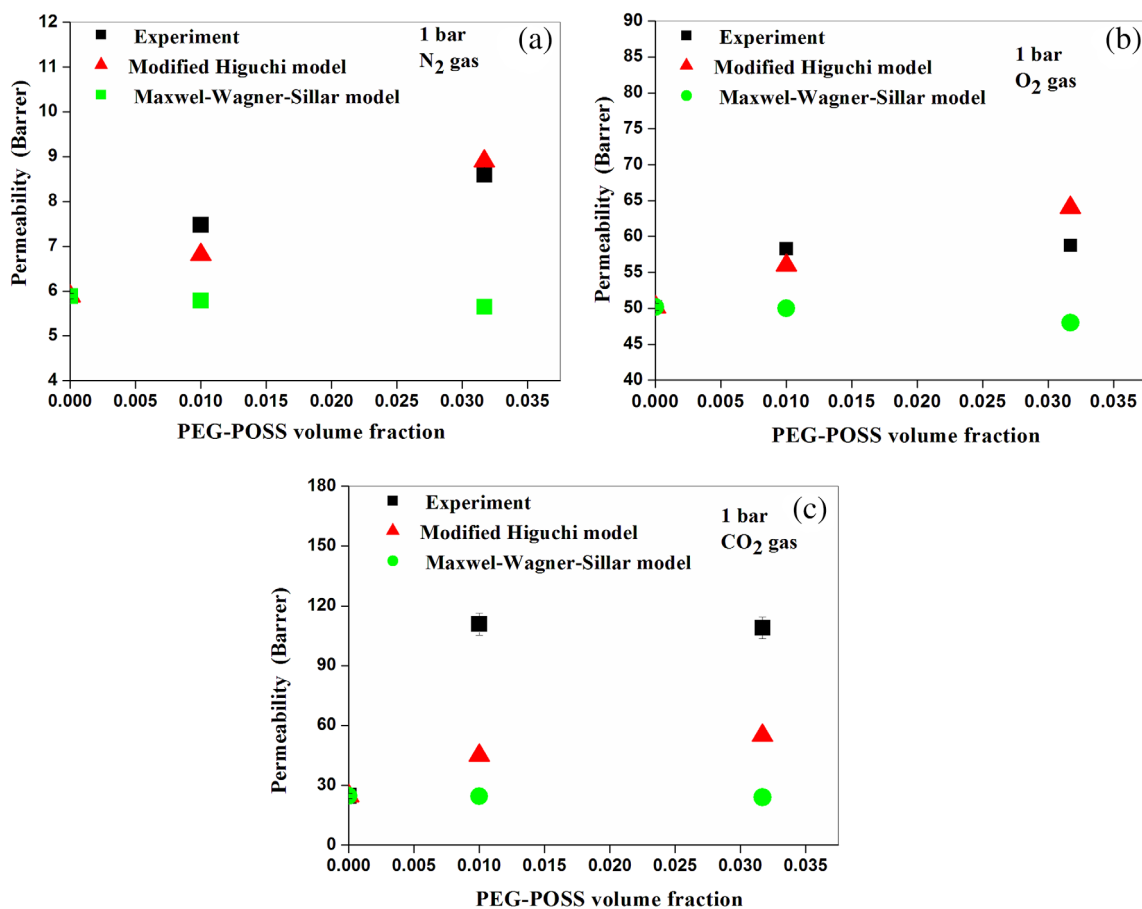 (a)
Experiment
Modified Higuchi model
Maxwel-Wagner-Sillar model
1 bar
N2 gas
12
11
10
9
8
7
6
5
4
Permeability (Barrer)
0.000 0.005 0.010 0.015 0.020 0.025 0.030 0.035
PEG-POSS volume fraction
(b)
Experiment
Modified Higuchi model
Maxwel-Wagner-Sillar model
1 bar
O2 gas
90
85
80
75
70
65
60
55
50
45
40
Permeability (Barrer)
0.000 0.005 0.010 0.015 0.020 0.025 0.030 0.035
PEG-POSS volume fraction
(c)
Experiment
Modified Higuchi model
Maxwel-Wagner-Sillar model
1 bar
CO2 gas
180
150
120
90
60
30
0
Permeability (Barrer)
0.000 0.005 0.010 0.015 0.020 0.025 0.030 0.035
PEG-POSS volume fraction